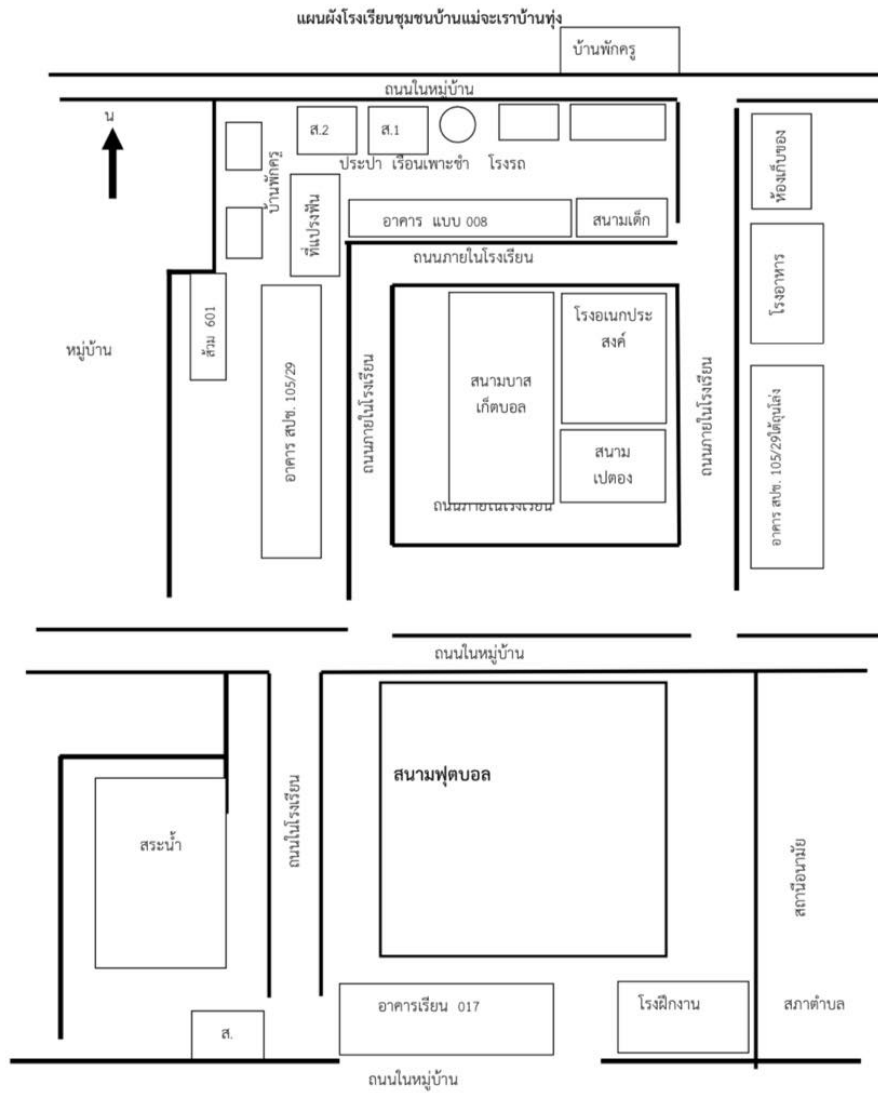 แผนผังโรงเรียนชุมชนบ้านแม่จะเราบ้านทุ่ง
บ้านพักครู
ถนนในหมู่บ้าน
น
ส.2
ส.1
ห้องเก็บของ
ประปา เรือนเพาะชำ โรงรถ
บ้านพักครู
ที่แปรงฟัน
อาคาร แบบ 008
สนามเด็ก
ถนนภายในโรงเรียน
โรงอาหาร
ส้วม 601
หมู่บ้าน
อาคาร สปช. 105/29
ถนนภายในโรงเรียน
สนามบาส
เก็ตบอล
โรงอเนกประ
สงค์
สนาม
เปตอง
ถนนภายในโรงเรียน
ถนนภายในโรงเรียน
อาคาร สปช. 105/29ใต้ถุนโล่ง
ถนนในหมู่บ้าน
สนามฟุตบอล
สระน้ำ
ถนนในโรงเรียน
สถานีอนามัย
อาคารเรียน 017
โรงฝึกงาน
สภาตำบล
ส.
ถนนในหมู่บ้าน